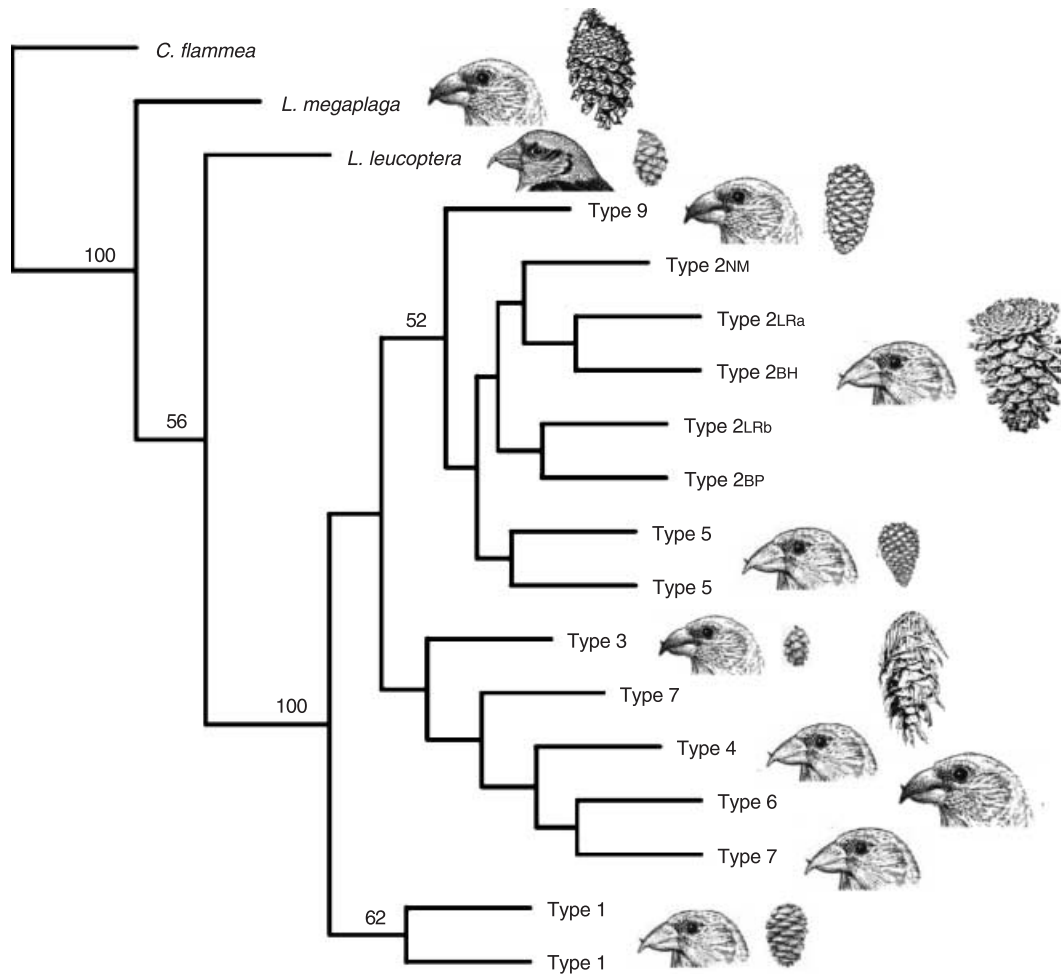 C. flammea
L. megaplaga
L. leucoptera
Type 9
100
Type 2NM
52
Type 2LRa
Type 2BH
56
Type 2LRb
Type 2BP
Type 5
Type 5
Type 3
100
Type 7
Type 4
Type 6
Type 7
62
Type 1
Type 1